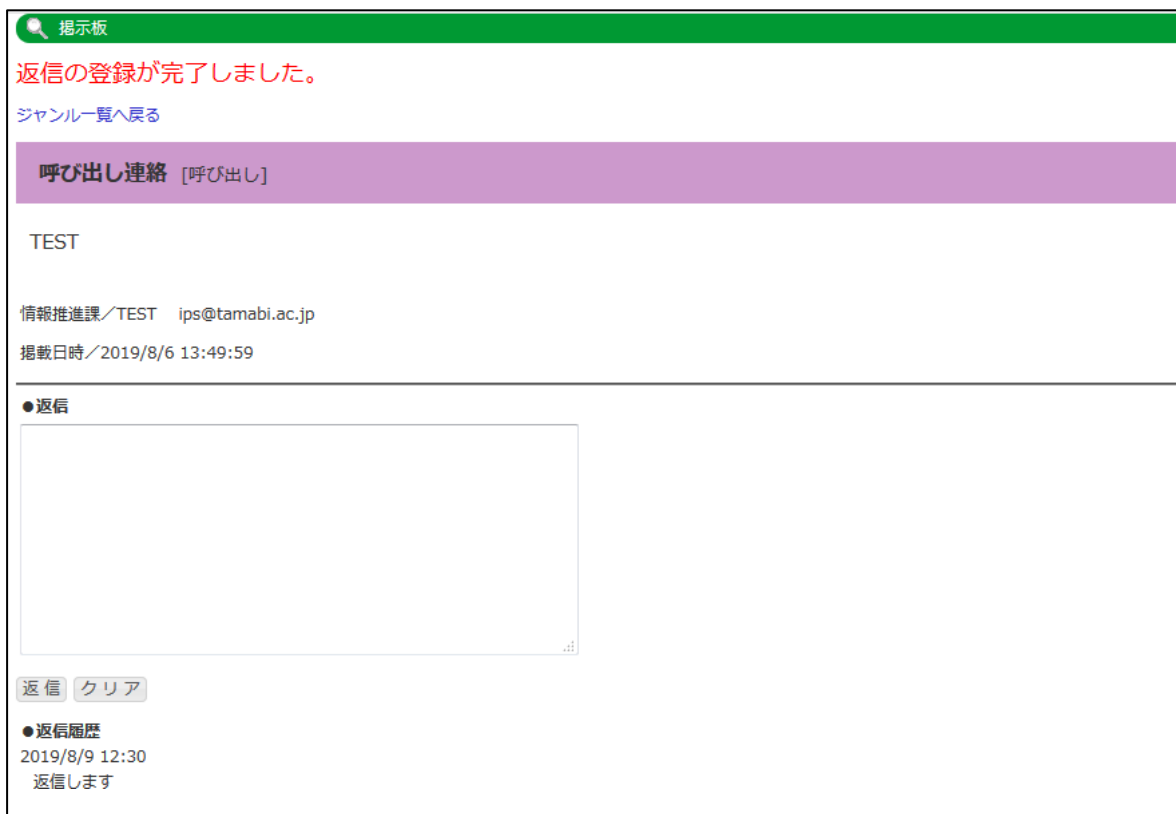 掲示板
返信の登録が完了しました。
ジャンル一覧へ戻る
呼び出し連絡 [呼び出し]
TEST
情報推進課／TEST ips@tamabi.ac.jp
掲載日時／2019/8/6 13:49:59
●返信
返信 クリア
●返信履歴
2019/8/9 12:30
返信します